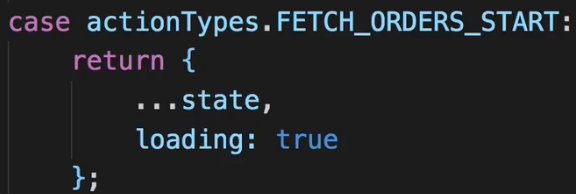 case actionTypes.FETCH_ORDERS_START:
    return {
        ...state,
        loading: true
    };